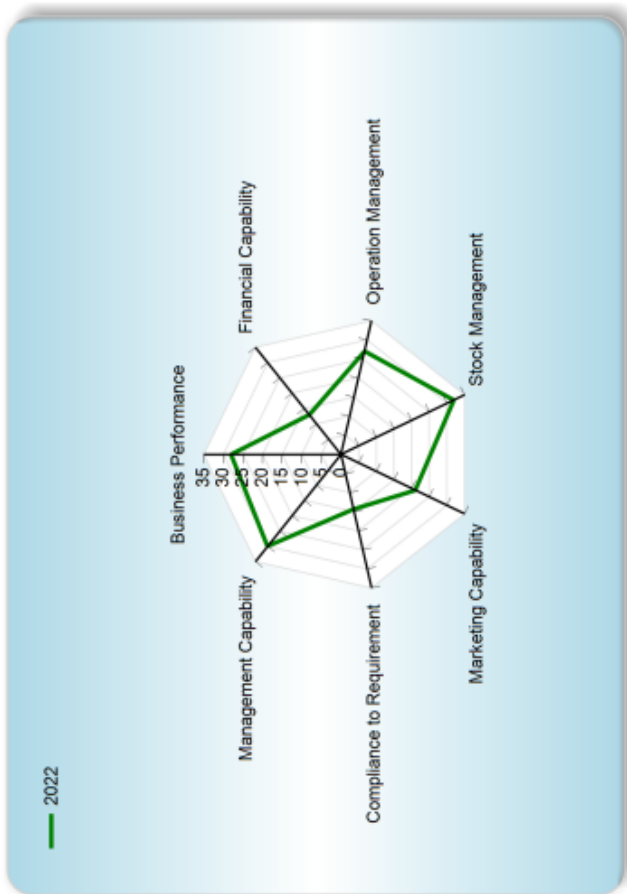 2022
Business Performance
Financial Capability
Operation Management
Stock Management
Marketing Capability
Compliance to Requirement
Management Capability
35
30
25
20
15
10
5
0